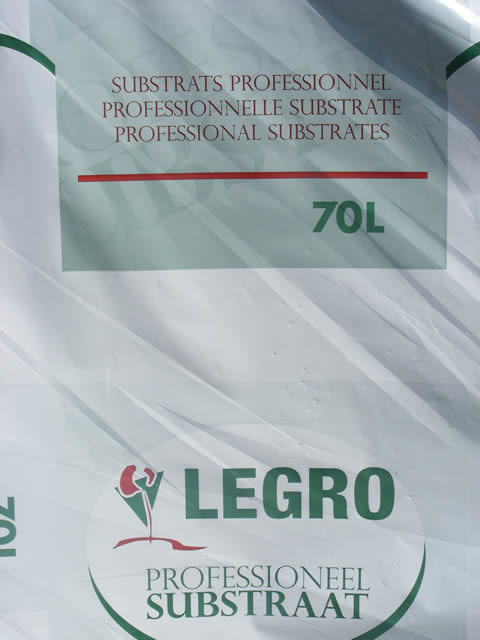 SUBSTRATS PROFESSIONNEL
PROFESSIONNELLE SUBSTRATE
PROFESSIONAL SUBSTRATES
70L
LEGRO
PROFESSIONEEL
SUBSTRAAT